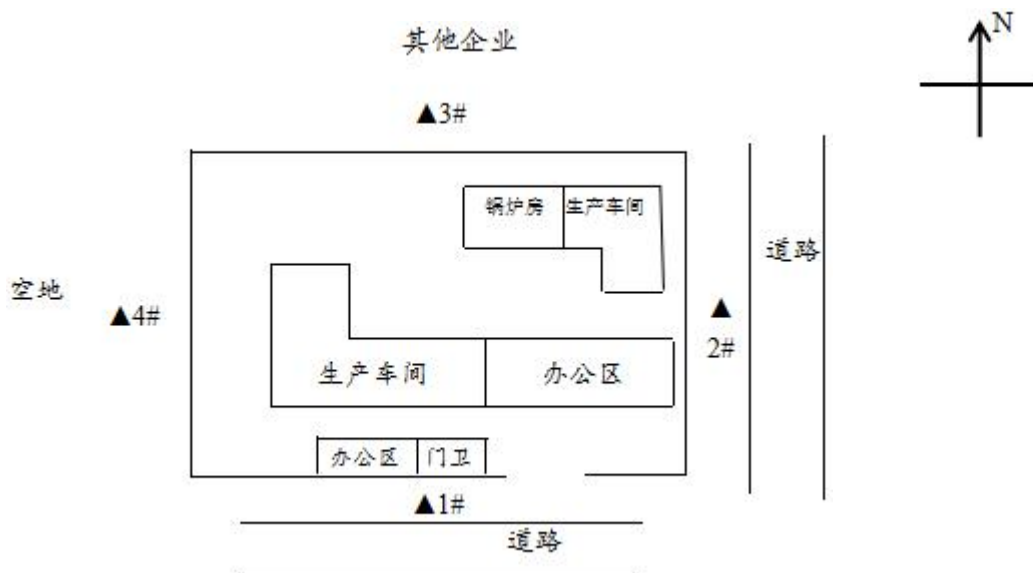 其他企业
N
▲3#
锅炉房
生产车间
道路
空地
▲4#
▲
2#
生产车间
办公区
办公区
门卫
▲1#
道路